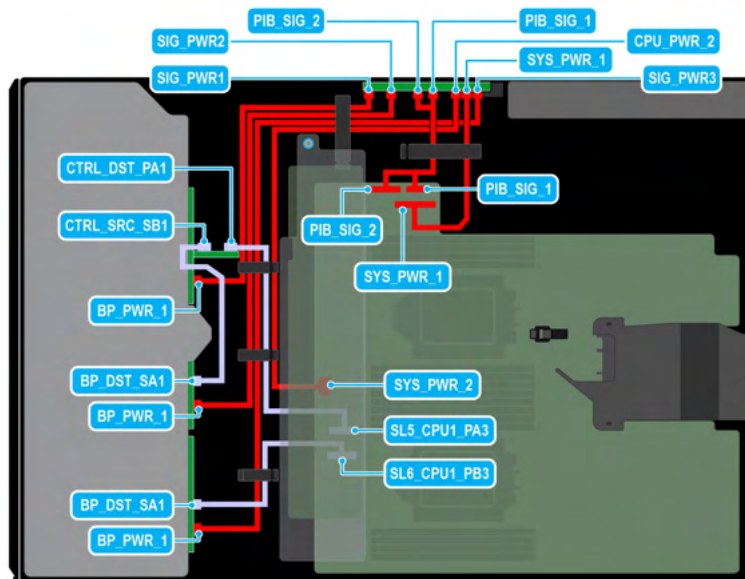 PIB_SIG_2
PIB_SIG_1
SIG_PWR2
CPU_PWR_2
SYS_PWR_1
SIG_PWR1
SIG_PWR3
CTRL_DST_PA1
PIB_SIG_1
CTRL_SRC_SB1
PIB_SIG_2
SYS_PWR_1
BP_PWR_1
BP_DST_SA1
SYS_PWR_2
BP_PWR_1
SL5_CPU1_PA3
SL6_CPU1_PB3
BP_DST_SA1
BP_PWR_1